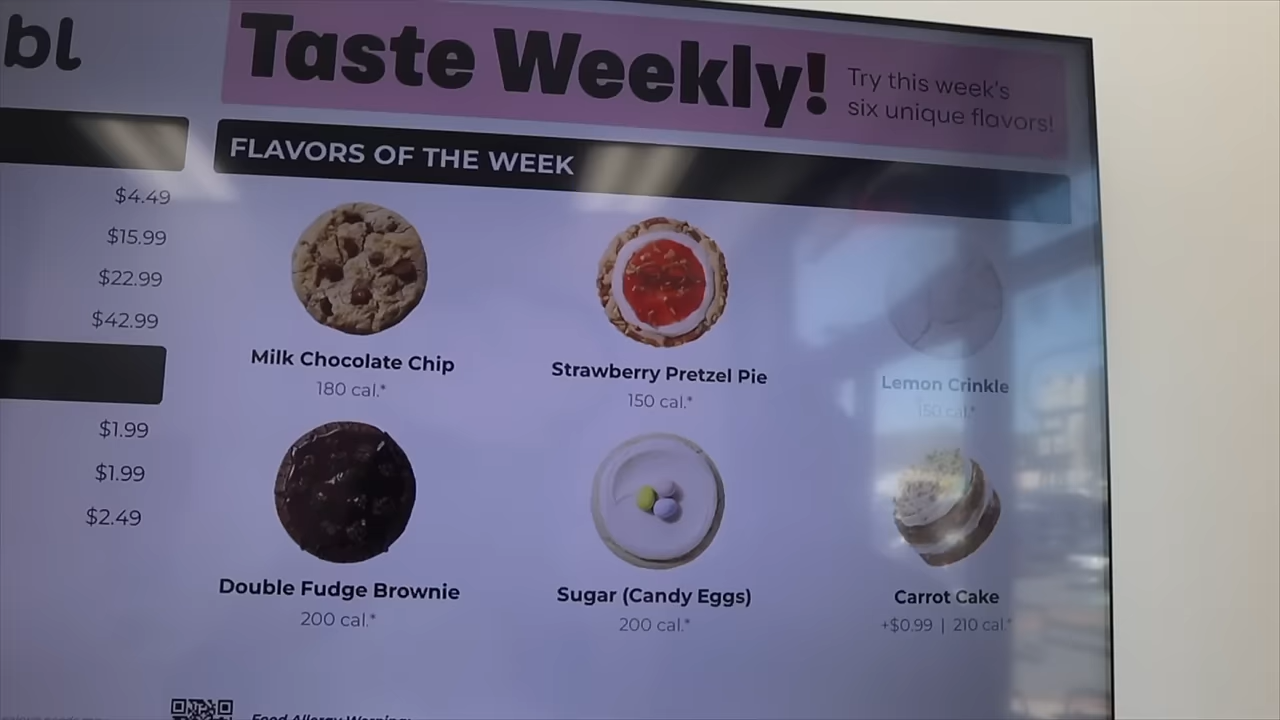 bl
Taste Weekly!
Try this week's
six unique flavors!
FLAVORS OF THE WEEK
$4.49
$15.99
$22.99
$42.99
$1.99
$1.99
$2.49
Milk Chocolate Chip
180 cal.*
Strawberry Pretzel Pie
150 cal.*
Lemon Crinkle
150 cal.*
Double Fudge Brownie
200 cal.*
Sugar (Candy Eggs)
200 cal.*
Carrot Cake
+$0.99 | 210 cal.*
Food Allergy Warning: